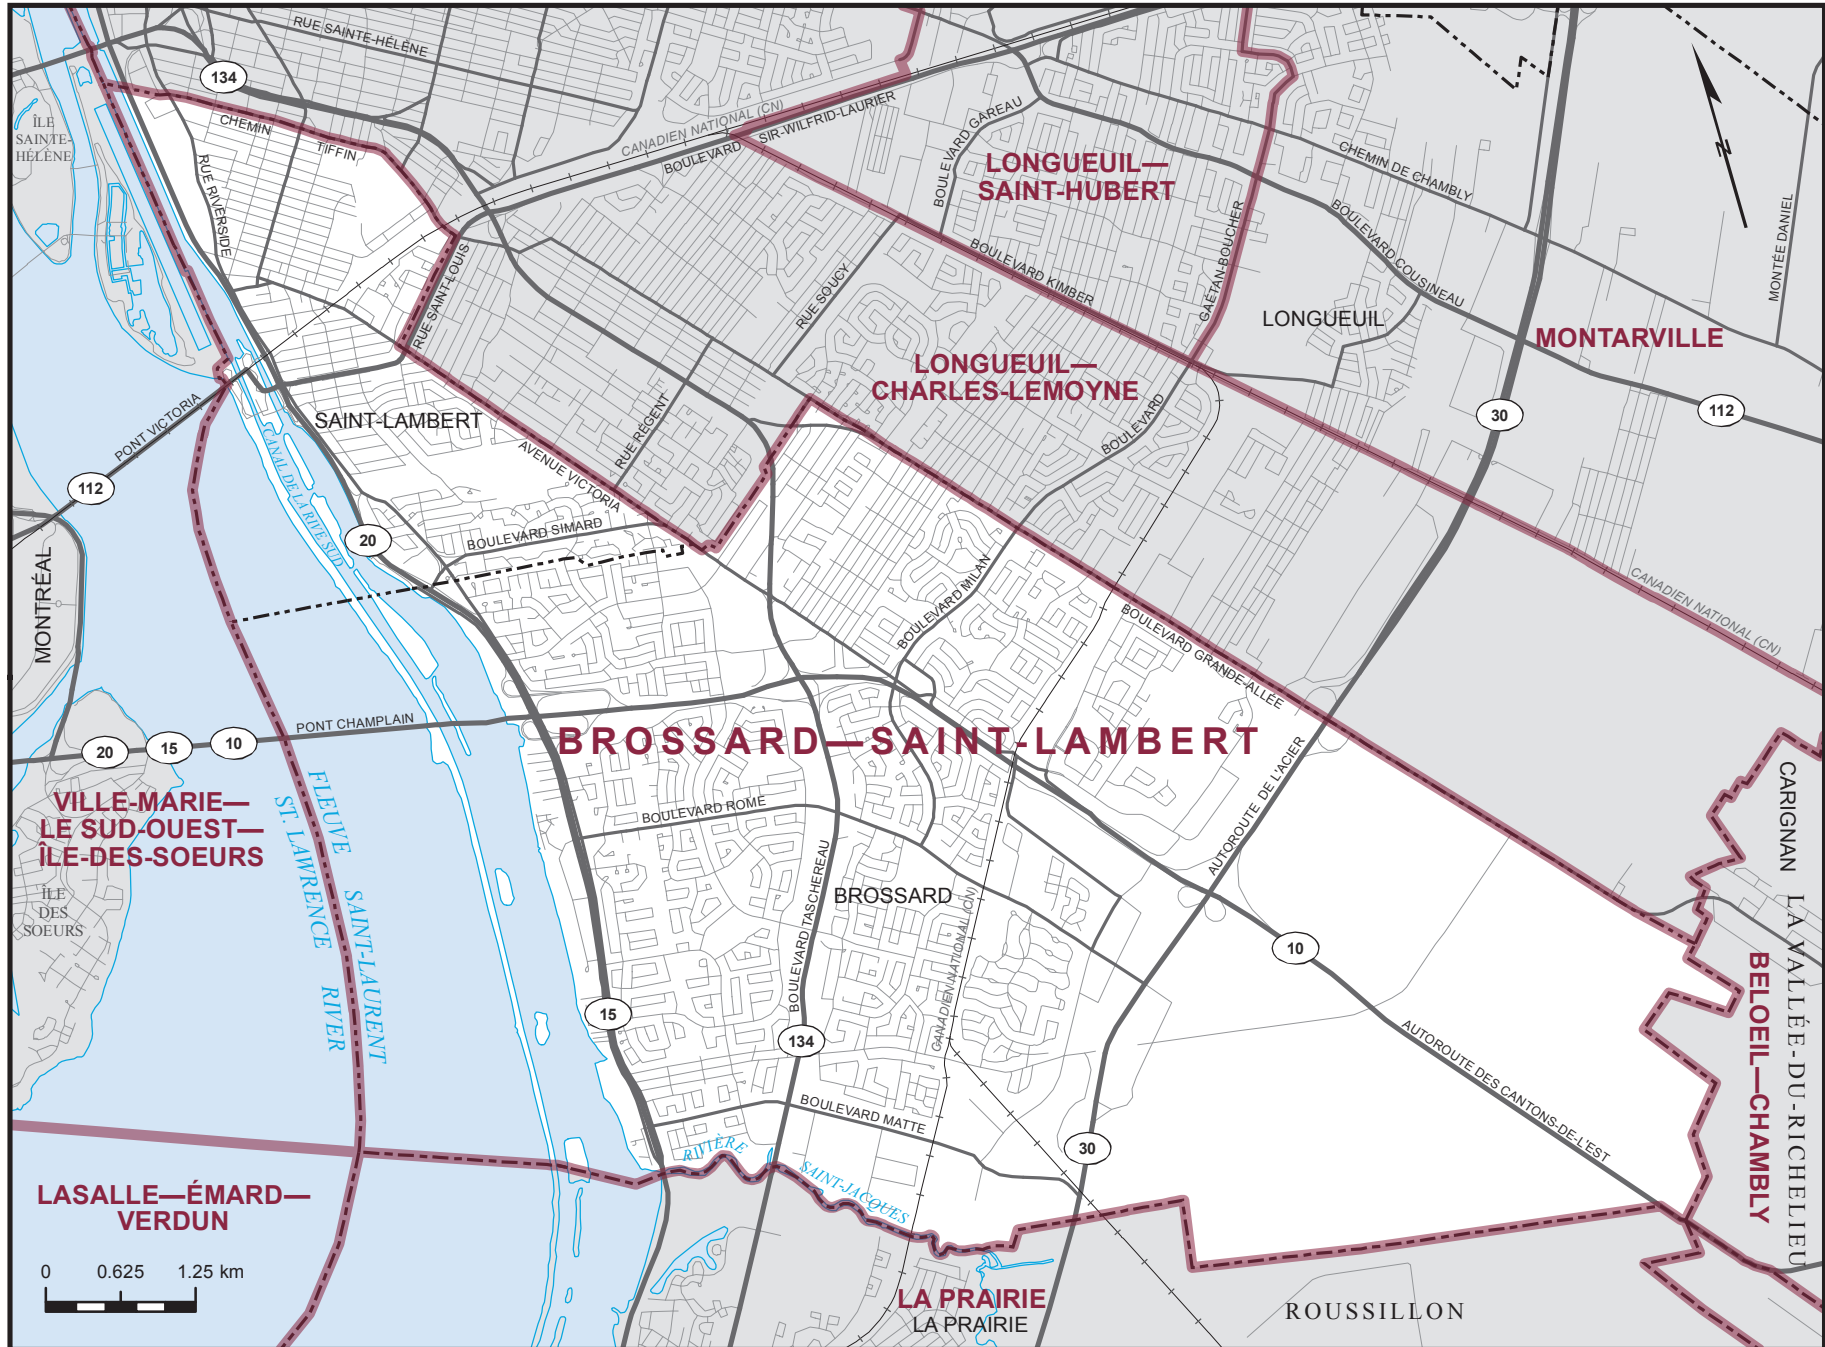 RUE SAINTE-HÉLÈNE
134
ÎLE
SAINTE-
HÉLÈNE
CHEMIN
TIFFIN
RUE RIVERSIDE
CANADIEN NATIONAL (CN)
BOULEVARD SIR-WILFRID-LAURIER
BOULEVARD GAREAU
LONGUEUIL—
SAINT-HUBERT
CHEMIN DE CHAMBLY
BOULEVARD COUSINEAU
MONTÉE DANIEL
N
RUE SAINT-LOUIS
RUE SOUCY
BOULEVARD KIMBER
GAÉTAN-BOUCHER
BOULEVARD
LONGUEUIL
MONTARVILLE
LONGUEUIL—
CHARLES-LEMOYNE
30
112
PONT VICTORIA
112
SAINT-LAMBERT
CANAL DE LA RIVE SUD
AVENUE VICTORIA
RUE RÉGENT
20
BOULEVARD SIMARD
MONTRÉAL
BOULEVARD MILAN
BOULEVARD GRANDE-ALLÉE
CANADIEN NATIONAL (CN)
PONT CHAMPLAIN
20
15
10
BROSSARD—SAINT-LAMBERT
AUTOROUTE DE L'ACIER
CARIGNAN
VILLE-MARIE—
LE SUD-OUEST—
ÎLE-DES-SOEURS
FLEUVE SAINT-LAURENT
ST. LAWRENCE RIVER
ÎLE
DES
SOEURS
BOULEVARD ROME
BOULEVARD TASCHEREAU
BROSSARD
CANADIEN NATIONAL (CN)
10
LA VALLÉE-DU-RICHELIEU
BELOEIL—CHAMBLY
15
134
AUTOROUTE DES CANTONS-DE-L'EST
BOULEVARD MATTE
30
RIVIÈRE
SAINT-JACQUES
LASALLE—ÉMARD—
VERDUN
0 0.625 1.25 km
LA PRAIRIE
LA PRAIRIE
ROUSSILLON